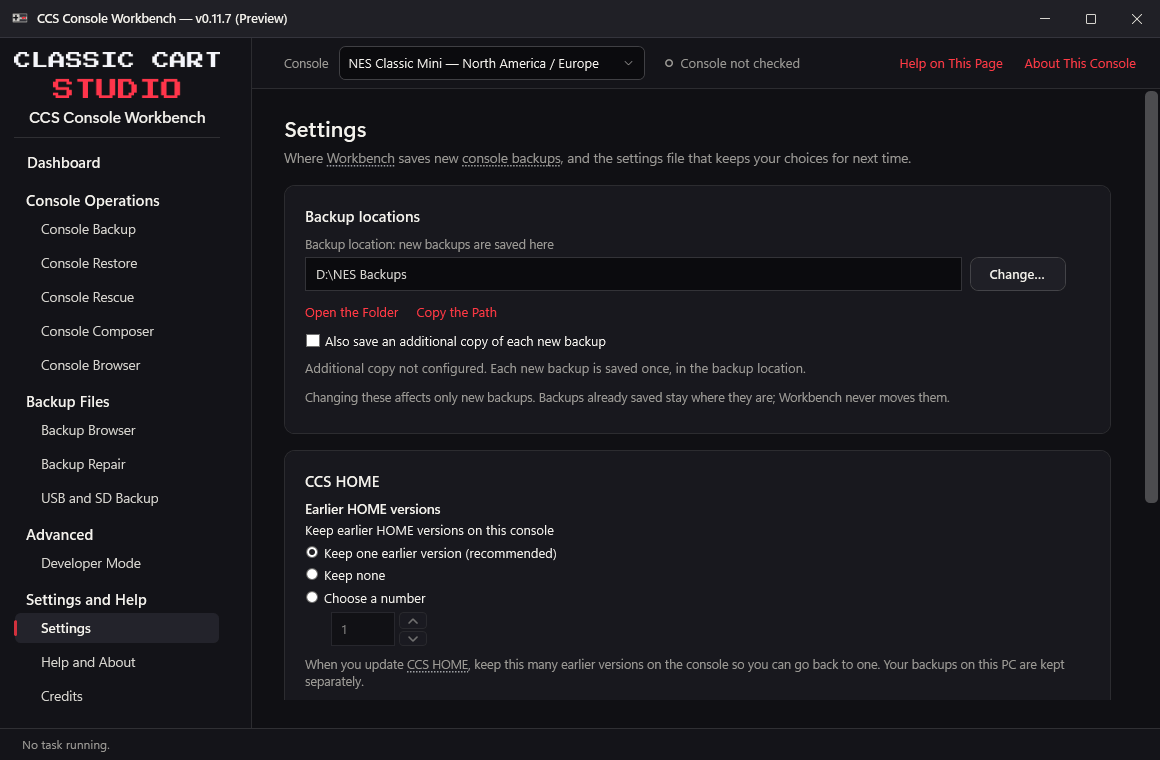 CCS Console Workbench — v0.11.7 (Preview)
CLASSIC CART
STUDIO
CCS Console Workbench
Dashboard
Console Operations
Console Backup
Console Restore
Console Rescue
Console Composer
Console Browser
Backup Files
Backup Browser
Backup Repair
USB and SD Backup
Advanced
Developer Mode
Settings and Help
Settings
Help and About
Credits
Console
NES Classic Mini — North America / Europe
Console not checked
Help on This Page
About This Console
Settings
Where Workbench saves new console backups, and the settings file that keeps your choices for next time.
Backup locations
Backup location: new backups are saved here
D:\NES Backups
Change...
Open the Folder
Copy the Path
Also save an additional copy of each new backup
Additional copy not configured. Each new backup is saved once, in the backup location.
Changing these affects only new backups. Backups already saved stay where they are; Workbench never moves them.
CCS HOME
Earlier HOME versions
Keep earlier HOME versions on this console
Keep one earlier version (recommended)
Keep none
Choose a number
1
When you update CCS HOME, keep this many earlier versions on the console so you can go back to one. Your backups on this PC are kept
separately.
No task running.